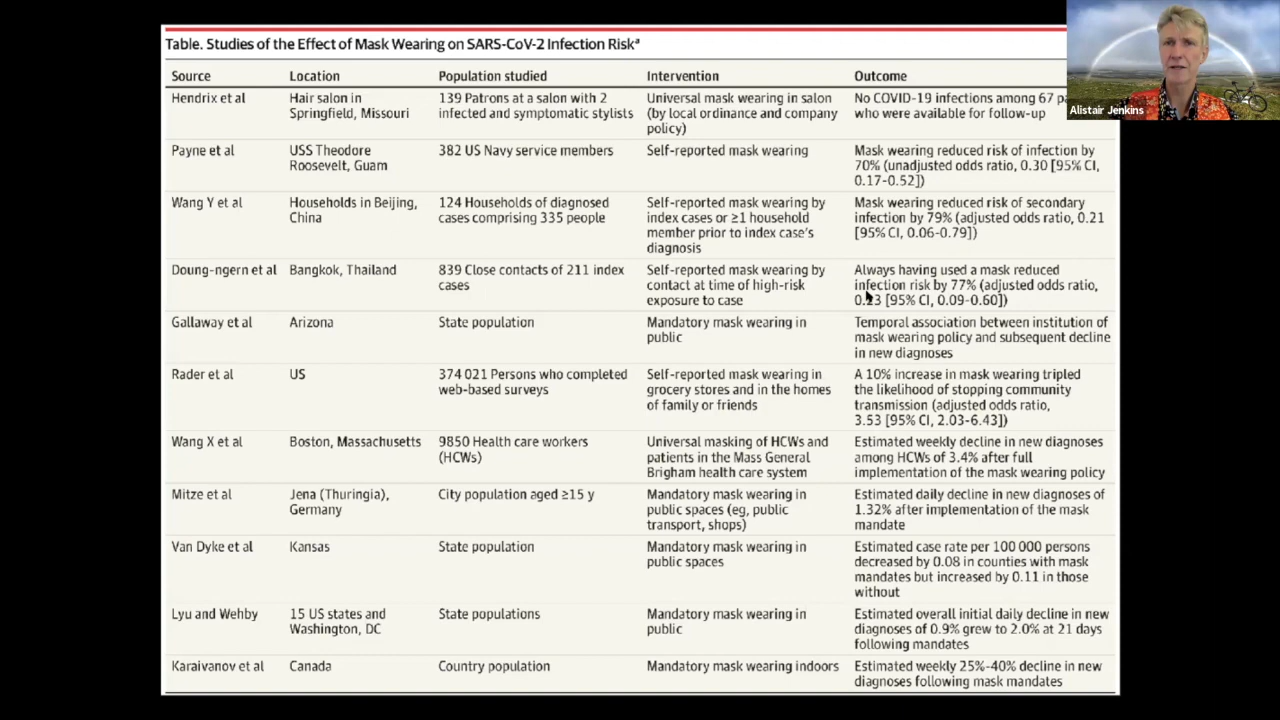 Table. Studies of the Effect of Mask Wearing on SARS-CoV-2 Infection Riskª
Source Location Population studied Intervention Outcome
Hendrix et al
Hair salon in
Springfield, Missouri
139 Patrons at a salon with 2
infected and symptomatic stylists
Universal mask wearing in salon
(by local ordinance and company
policy)
No COVID-19 infections among 67
who were available for follow-up
Payne et al
USS Theodore
Roosevelt, Guam
382 US Navy service members
Self-reported mask wearing
Mask wearing reduced risk of infection by
70% (unadjusted odds ratio, 0.30 [95% CI,
0.17-0.52])
Wang Y et al
Households in Beijing,
China
124 Households of diagnosed
cases comprising 335 people
Self-reported mask wearing by
index cases or ≥1 household
member prior to index case's
diagnosis
Mask wearing reduced risk of secondary
infection by 79% (adjusted odds ratio, 0.21
[95% CI, 0.06-0.79])
Doung-ngern et al
Bangkok, Thailand
839 Close contacts of 211 index
cases
Self-reported mask wearing by
contact at time of high-risk
exposure to case
Always having used a mask reduced
infection risk by 77% (adjusted odds ratio,
0.23 [95% CI, 0.09-0.60])
Gallaway et al
Arizona
State population
Mandatory mask wearing in
public
Temporal association between institution of
mask wearing policy and subsequent decline
in new diagnoses
Rader et al
US
374 021 Persons who completed
web-based surveys
Self-reported mask wearing in
grocery stores and in the homes
of family or friends
A 10% increase in mask wearing tripled
the likelihood of stopping community
transmission (adjusted odds ratio,
3.53 [95% CI, 2.03-6.43])
Wang X et al
Boston, Massachusetts
9850 Health care workers
(HCWs)
Universal masking of HCWs and
patients in the Mass General
Brigham health care system
Estimated weekly decline in new diagnoses
among HCWs of 3.4% after full
implementation of the mask wearing policy
Mitze et al
Jena (Thuringia),
Germany
City population aged ≥15 y
Mandatory mask wearing in
public spaces (eg, public
transport, shops)
Estimated daily decline in new diagnoses of
1.32% after implementation of the mask
mandate
Van Dyke et al
Kansas
State population
Mandatory mask wearing in
public spaces
Estimated case rate per 100 000 persons
decreased by 0.08 in counties with mask
mandates but increased by 0.11 in those
without
Lyu and Wehby
15 US states and
Washington, DC
State populations
Mandatory mask wearing in
public
Estimated overall initial daily decline in new
diagnoses of 0.9% grew to 2.0% at 21 days
following mandates
Karaivanov et al
Canada
Country population
Mandatory mask wearing indoors
Estimated weekly 25%-40% decline in new
diagnoses following mask mandates
Alistair Jenkins